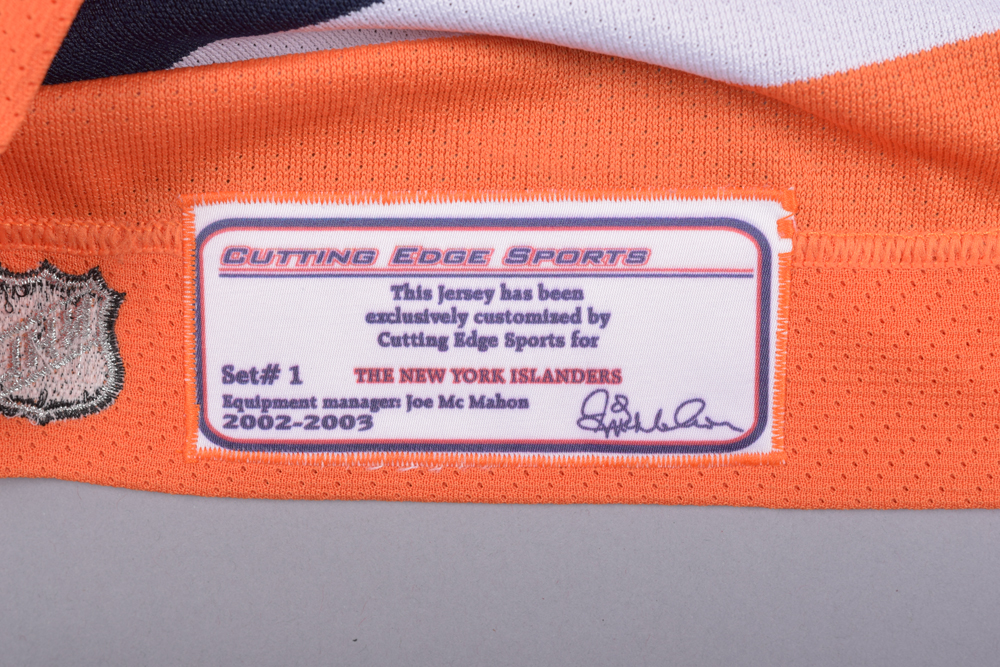 CUTTING EDGE SPORTS
This Jersey has been
exclusively customized by
Cutting Edge Sports for
Set# 1 THE NEW YORK ISLANDERS
Equipment manager: Joe Mc Mahon
2002-2003